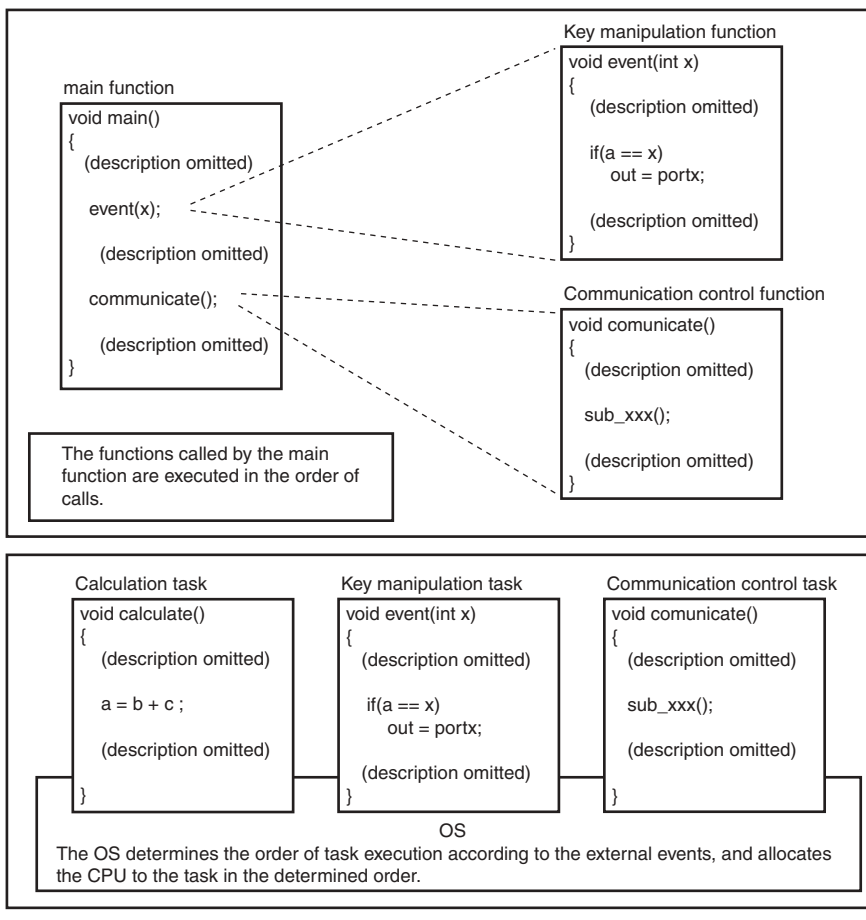 main function
void main()
{
(description omitted)
event(x);
(description omitted)
communicate();
(description omitted)
}
The functions called by the main
function are executed in the order of
calls.
Key manipulation function
void event(int x)
{
(description omitted)
if(a == x)
out = portx;
(description omitted)
}
Communication control function
void comunicate()
{
(description omitted)
sub_xxx();
(description omitted)
}
Calculation task
void calculate()
{
(description omitted)
a = b + c ;
(description omitted)
}
Key manipulation task
void event(int x)
{
(description omitted)
if(a == x)
out = portx;
(description omitted)
}
Communication control task
void comunicate()
{
(description omitted)
sub_xxx();
(description omitted)
}
OS
The OS determines the order of task execution according to the external events, and allocates
the CPU to the task in the determined order.